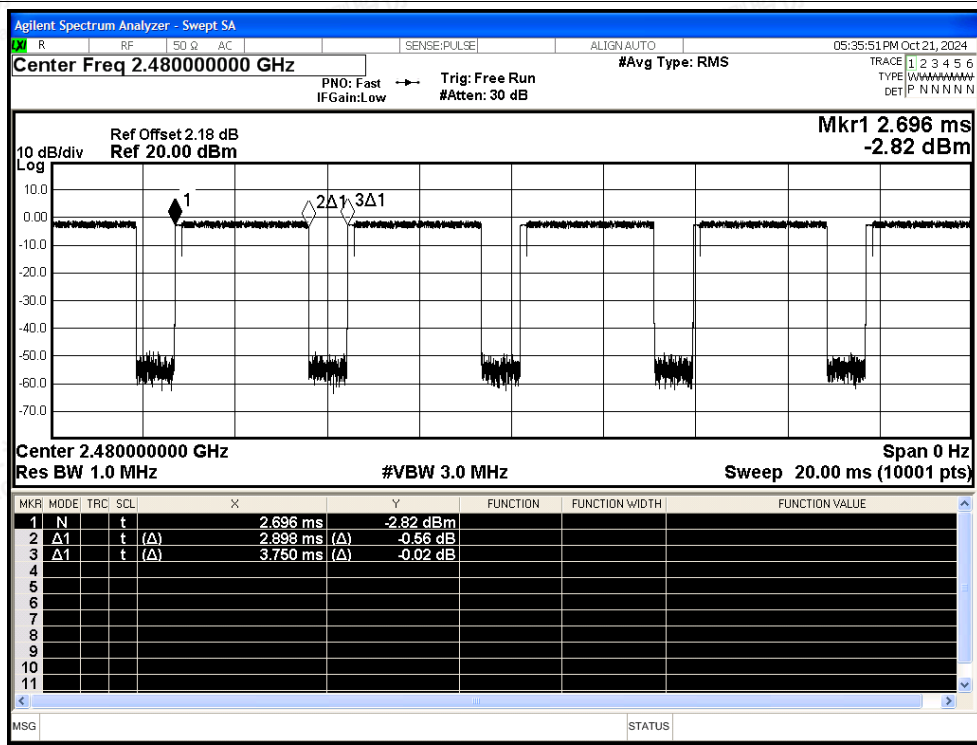 Agilent Spectrum Analyzer - Swept SA
LXI R RF 50 Ω AC SENSE:PULSE ALIGN AUTO 05:35:51 PM Oct 21, 2024
Center Freq 2.480000000 GHz #Avg Type: RMS TRACE 1 2 3 4 5 6
PNO: Fast Trig: Free Run TYPE WWWWWW
IFGain:Low #Atten: 30 dB DET P N N N N N
Mkr1 2.696 ms
Ref Offset 2.18 dB
10 dB/div Ref 20.00 dBm -2.82 dBm
Log
10.0
0.00
-10.0
-20.0
-30.0
-40.0
-50.0
-60.0
-70.0
1 2Δ1 3Δ1
Center 2.480000000 GHz Span 0 Hz
Res BW 1.0 MHz #VBW 3.0 MHz Sweep 20.00 ms (10001 pts)
MKR MODE TRC SCL X Y FUNCTION FUNCTION WIDTH FUNCTION VALUE
1 N t 2.696 ms -2.82 dBm
2 Δ1 t (Δ) 2.898 ms (Δ) -0.56 dB
3 Δ1 t (Δ) 3.750 ms (Δ) -0.02 dB
4
5
6
7
8
9
10
11
MSG STATUS